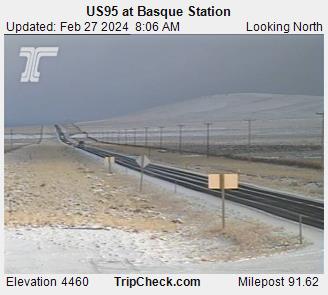 US95 at Basque Station
Updated: Feb 27 2024 8:06 AM Looking North
Elevation 4460 TripCheck.com Milepost 91.62